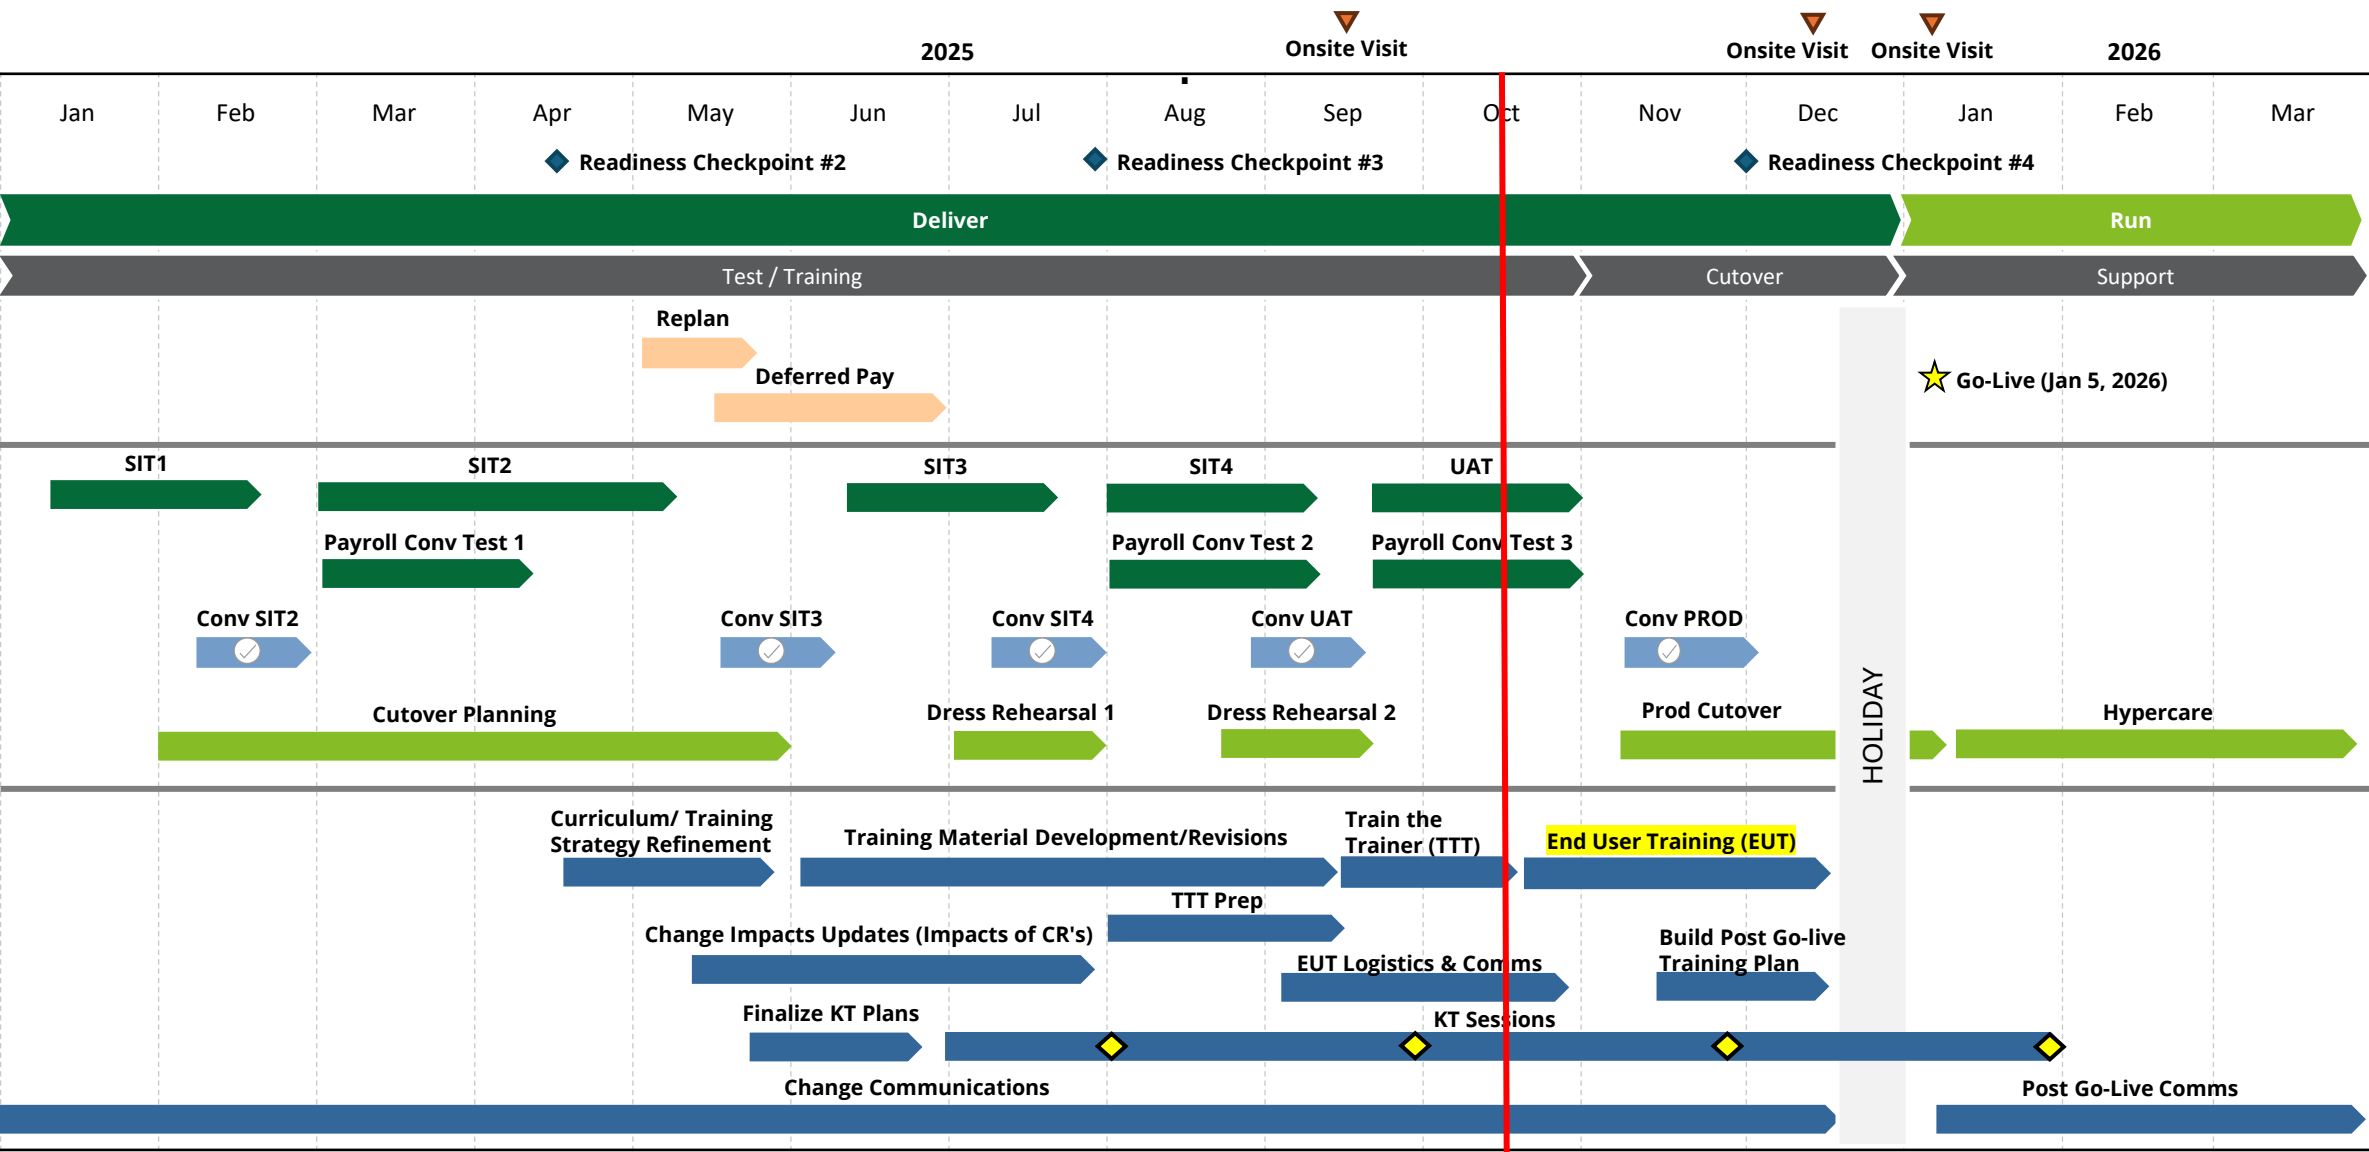 2025
Onsite Visit
Onsite Visit
Onsite Visit
2026
Jan
Feb
Mar
Apr
May
Jun
Jul
Aug
Sep
Oct
Nov
Dec
Jan
Feb
Mar
Readiness Checkpoint #2
Readiness Checkpoint #3
Readiness Checkpoint #4
Deliver
Run
Test / Training
Cutover
Support
Replan
Deferred Pay
Go-Live (Jan 5, 2026)
SIT1
SIT2
SIT3
SIT4
UAT
Payroll Conv Test 1
Payroll Conv Test 2
Payroll Conv Test 3
Conv SIT2
Conv SIT3
Conv SIT4
Conv UAT
Conv PROD
HOLIDAY
Cutover Planning
Dress Rehearsal 1
Dress Rehearsal 2
Prod Cutover
Hypercare
Curriculum/ Training
Strategy Refinement
Training Material Development/Revisions
Train the
Trainer (TTT)
End User Training (EUT)
TTT Prep
Change Impacts Updates (Impacts of CR's)
EUT Logistics & Comms
Build Post Go-live
Training Plan
Finalize KT Plans
KT Sessions
Change Communications
Post Go-Live Comms